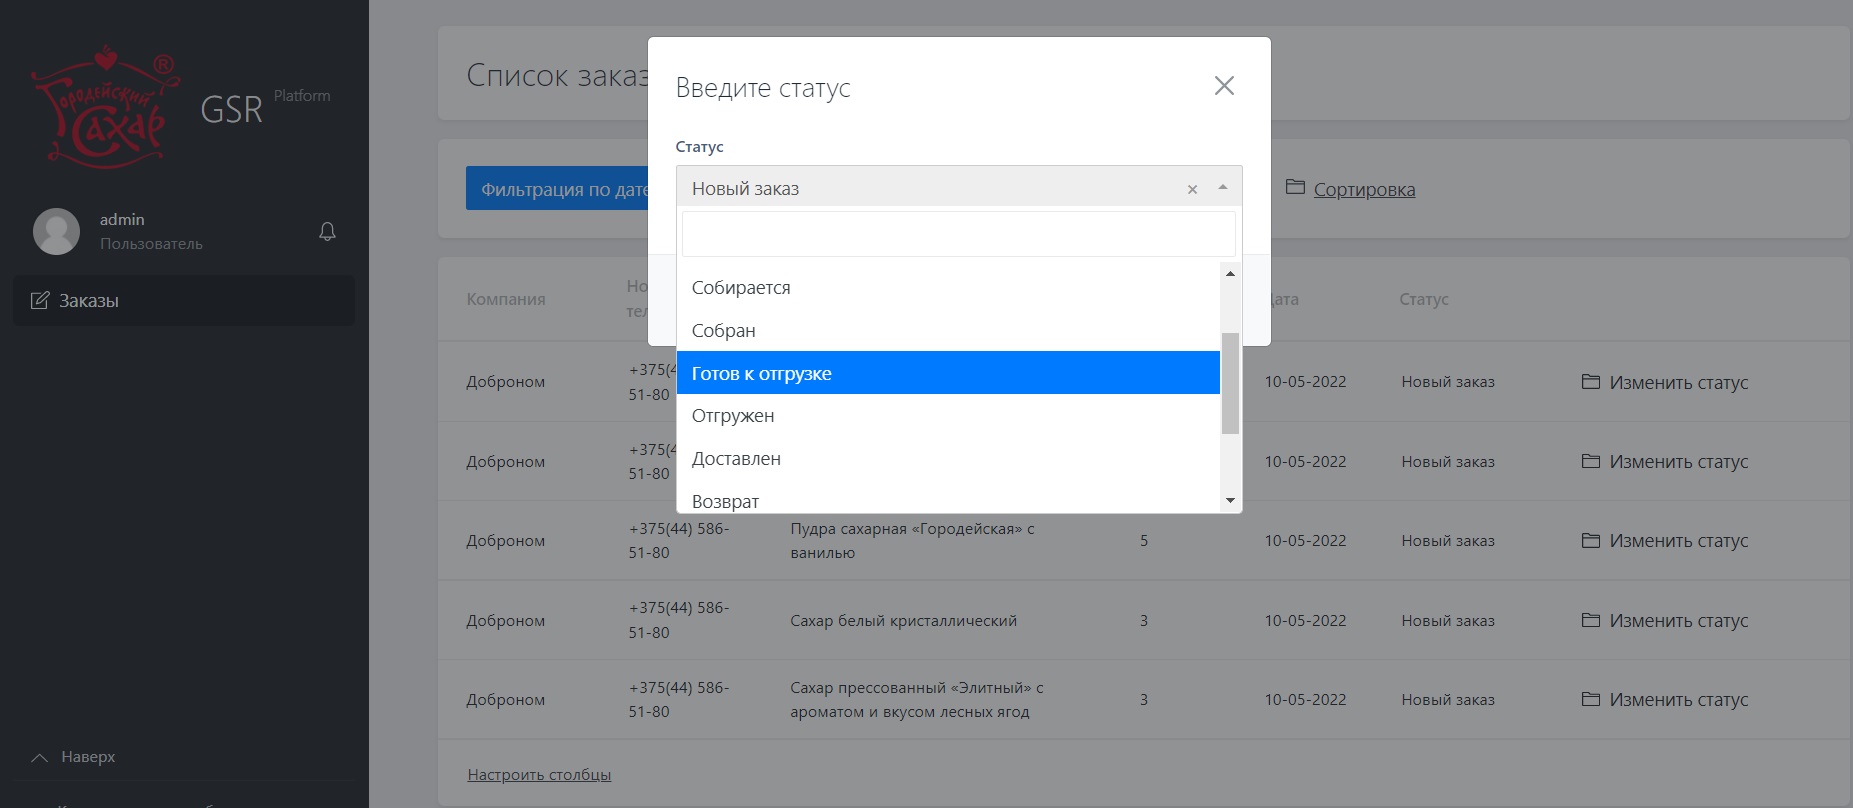 Городейский
Сахар
®
GSR Platform
admin
Пользователь
Заказы
Наверх
Список заказ
Фильтрация по дате
Сортировка
Введите статус
Статус
Новый заказ
Собирается
Собран
Готов к отгрузке
Отгружен
Доставлен
Возврат
Компания
Но
тел
ата
Статус
Доброном
+375(4
51-80
10-05-2022
Новый заказ
Изменить статус
Доброном
+375(4
51-80
10-05-2022
Новый заказ
Изменить статус
Доброном
+375(44) 586-
51-80
Пудра сахарная «Городейская» с
ванилью
5
10-05-2022
Новый заказ
Изменить статус
Доброном
+375(44) 586-
51-80
Сахар белый кристаллический
3
10-05-2022
Новый заказ
Изменить статус
Доброном
+375(44) 586-
51-80
Сахар прессованный «Элитный» с
ароматом и вкусом лесных ягод
3
10-05-2022
Новый заказ
Изменить статус
Настроить столбцы